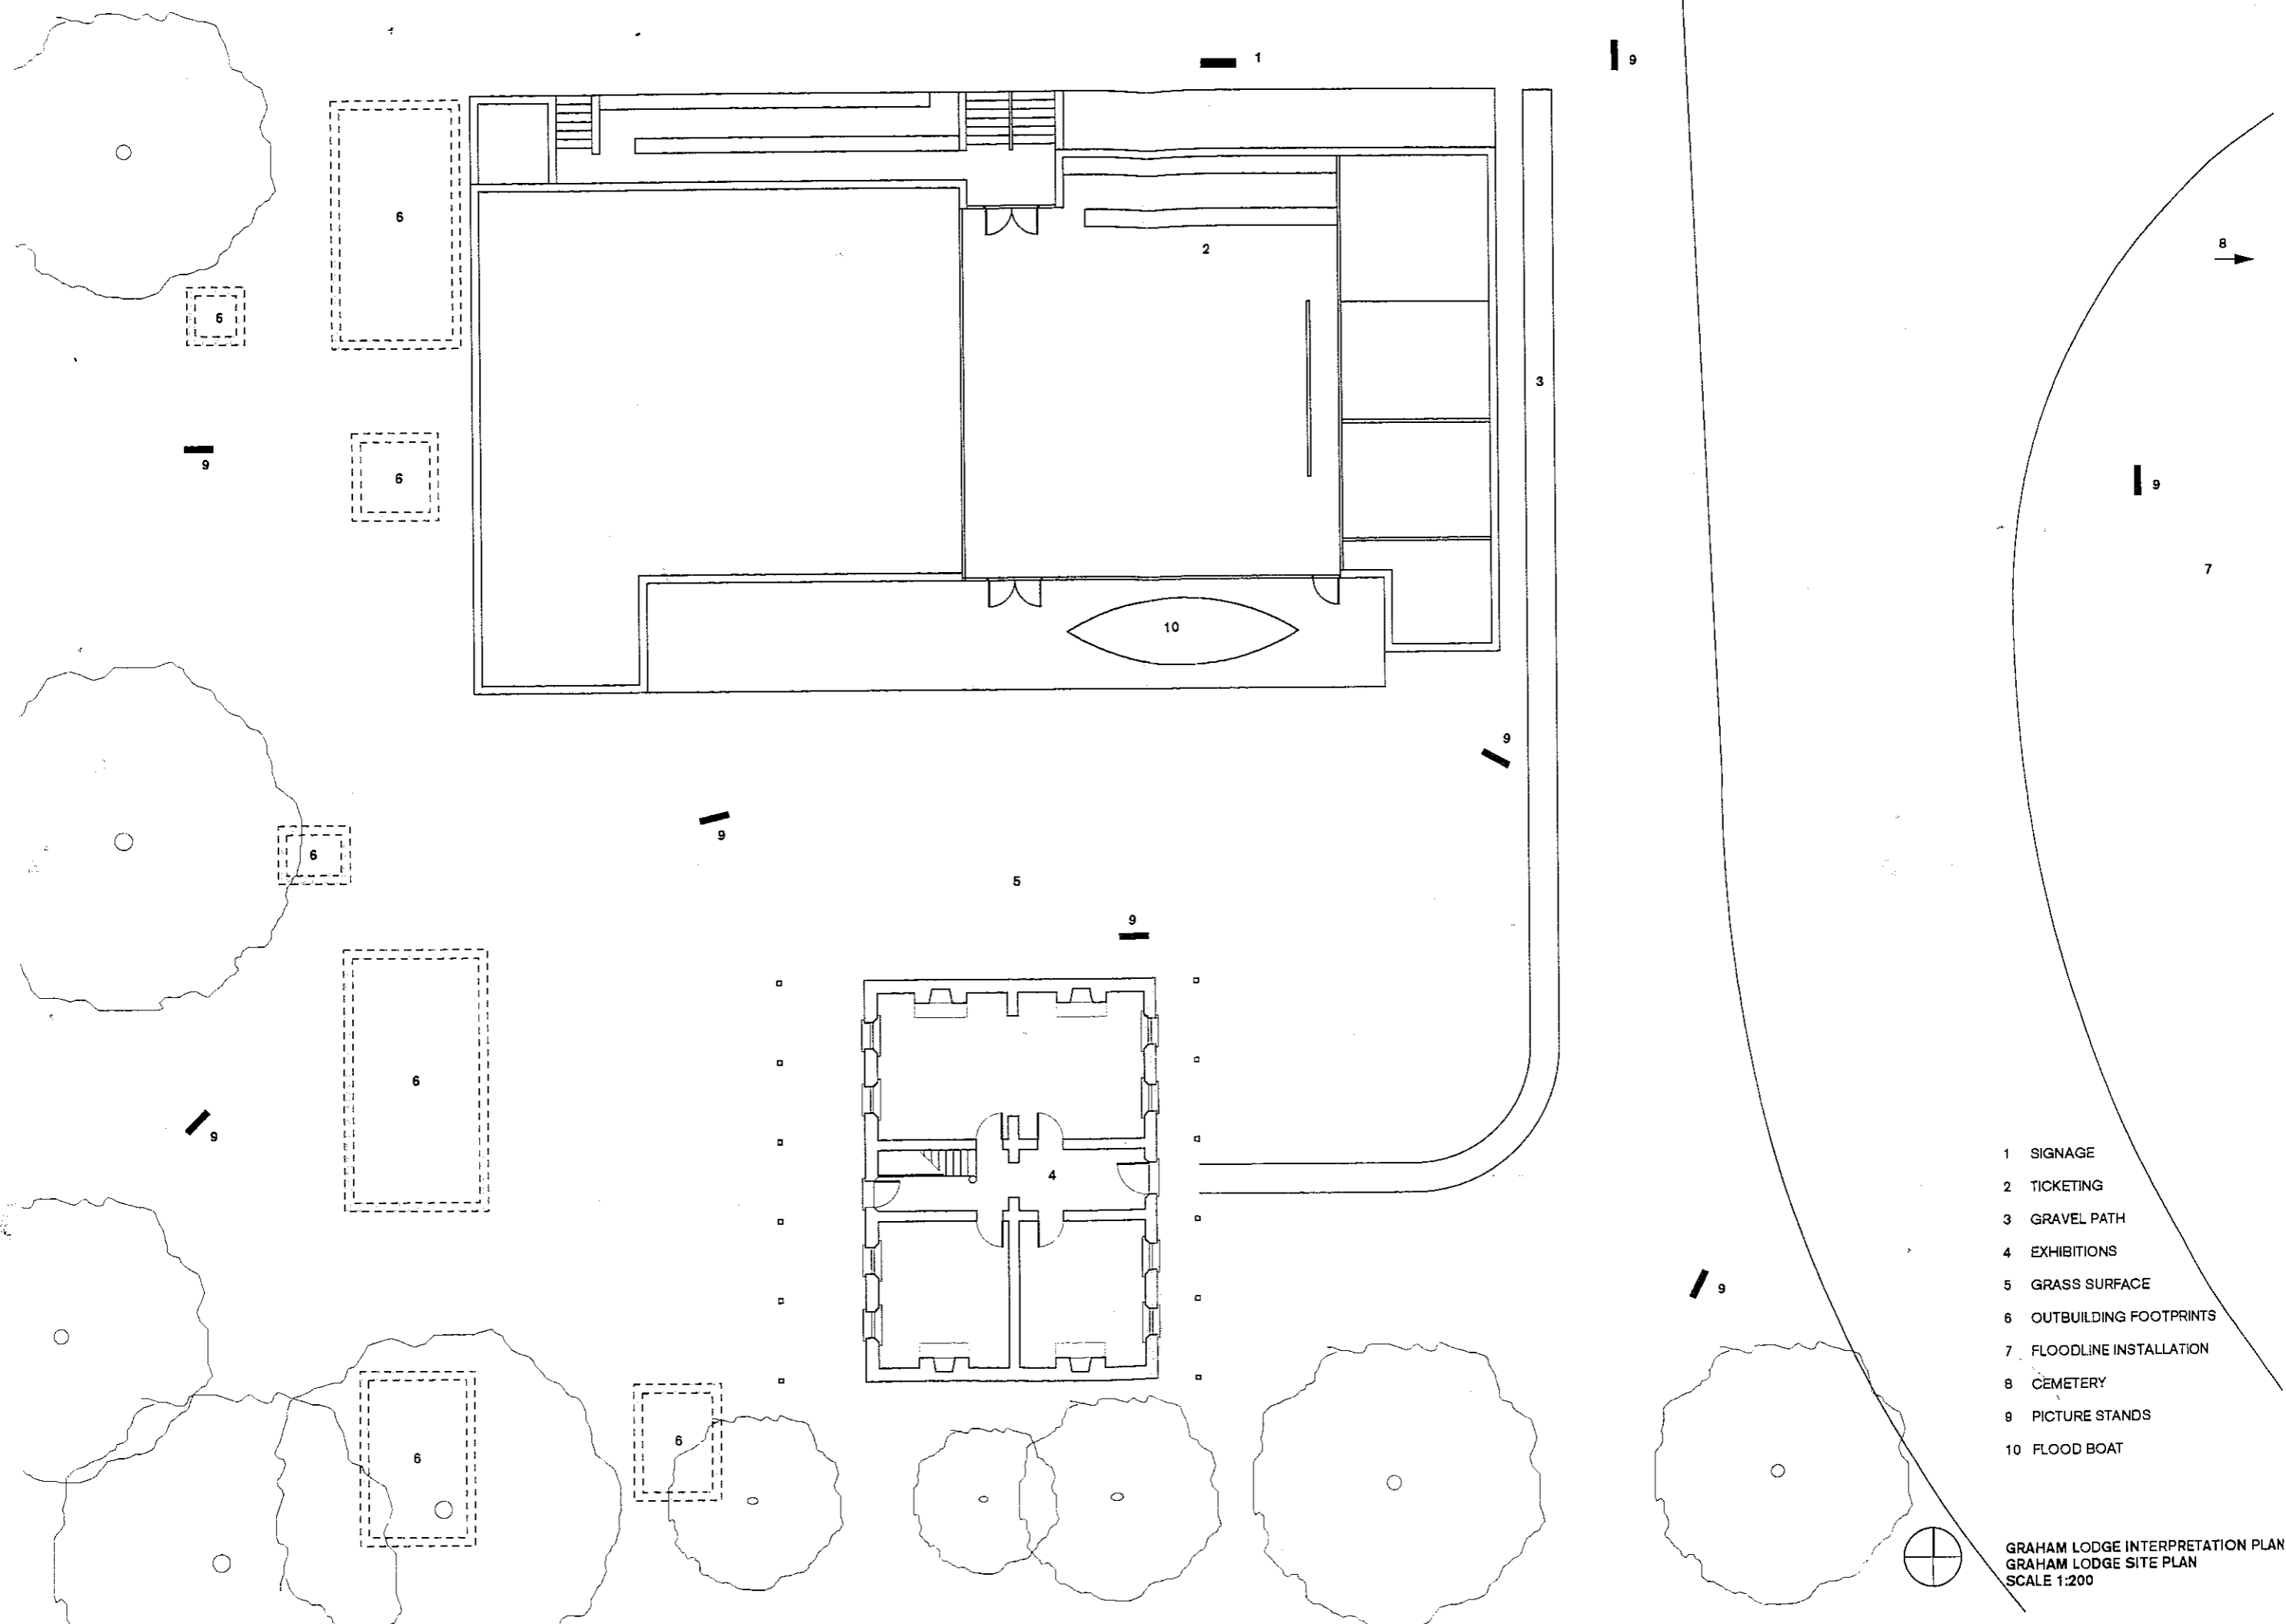 1
9
6
8
2
6
3
9
6
9
9
7
10
9
9
6
5
9
6
9
4
9
6
6
1 SIGNAGE
2 TICKETING
3 GRAVEL PATH
4 EXHIBITIONS
5 GRASS SURFACE
6 OUTBUILDING FOOTPRINTS
7 FLOODLINE INSTALLATION
8 CEMETERY
9 PICTURE STANDS
10 FLOOD BOAT
GRAHAM LODGE INTERPRETATION PLAN
GRAHAM LODGE SITE PLAN
SCALE 1:200